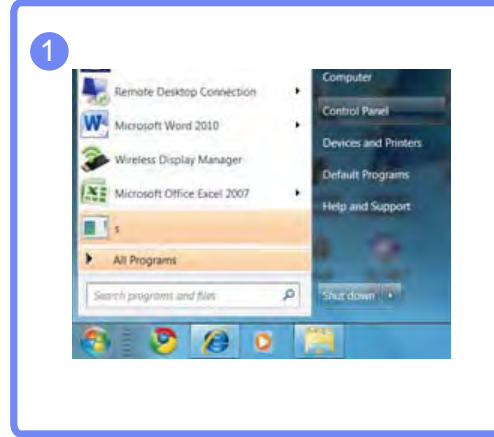 1
Remote Desktop Connection
Microsoft Word 2010
Wireless Display Manager
Microsoft Office Excel 2007
s
All Programs
Search programs and files
Computer
Control Panel
Devices and Printers
Default Programs
Help and Support
Shut down